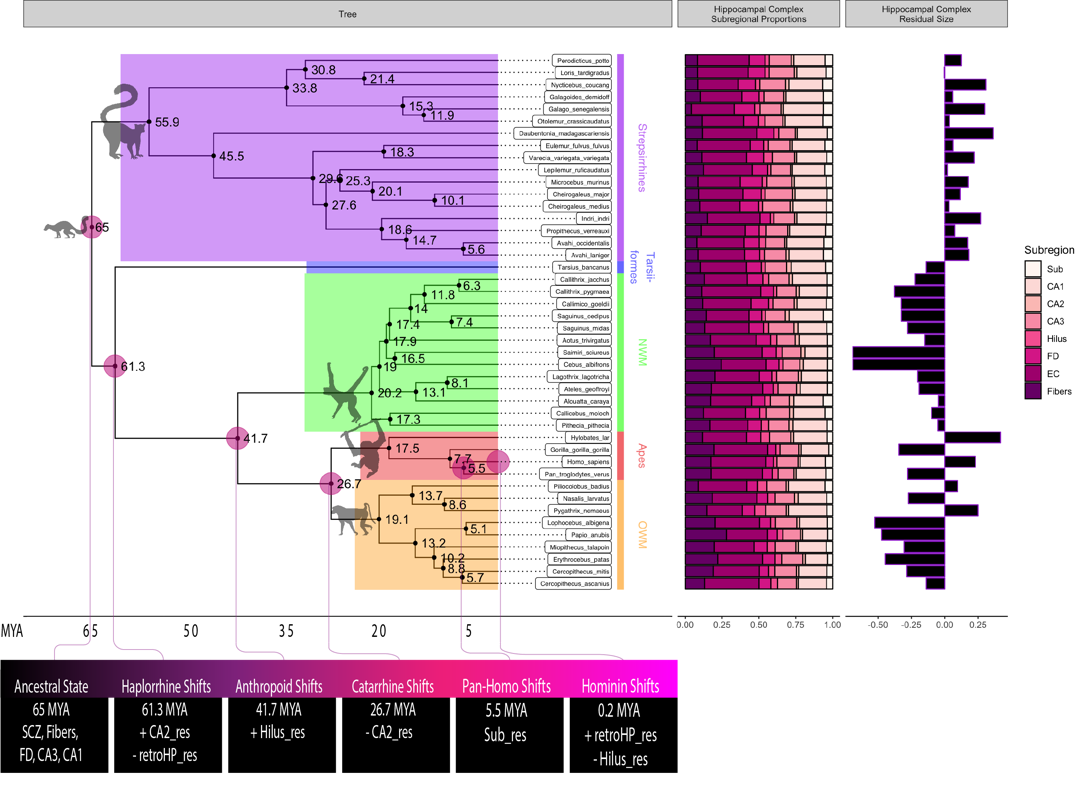 Tree
Hippocampal Complex
Subregional Proportions
Hippocampal Complex
Residual Size
Perodicticus_potto
Loris_tardigradus
Nycticebus_coucang
Galagoides_demidoff
Galago_senegalensis
Otolemur_crassicaudatus
Daubentonia_madagascariensis
Eulemur_fulvus_fulvus
Varecia_variegata_variegata
Lepilemur_ruficaudatus
Microcebus_murinus
Cheirogaleus_major
Cheirogaleus_medius
Indri_indri
Propithecus_verreauxi
Avahi_occidentalis
Avahi_laniger
Tarsius_bancanus
Callithrix_jacchus
Callithrix_pygmaea
Callimico_goeldii
Saguinus_oedipus
Saguinus_midas
Aotus_trivirgatus
Saimiri_sciureus
Cebus_albifrons
Lagothrix_lagotricha
Ateles_geoffroyi
Alouatta_caraya
Callicebus_moloch
Pithecia_pithecia
Hylobates_lar
Gorilla_gorilla_gorilla
Homo_sapiens
Pan_troglodytes_verus
Piliocolobus_badius
Nasalis_larvatus
Pygathrix_nemaeus
Lophocebus_albigena
Papio_anubis
Miopithecus_talapoin
Erythrocebus_patas
Cercopithecus_mitis
Cercopithecus_ascanius
30.8
21.4
33.8
15.3
11.9
55.9
18.3
45.5
29.6
25.3
20.1
10.1
27.6
18.6
14.7
5.6
65
6.3
11.8
14
7.4
17.4
17.9
16.5
19
8.1
13.1
20.2
17.3
61.3
41.7
17.5
7.7
5.5
26.7
13.7
8.6
19.1
5.1
13.2
10.2
8.8
5.7
Strepsirrhines
Tarsii-
formes
NWM
Apes
OWM
Subregion
Sub
CA1
CA2
CA3
Hilus
FD
EC
Fibers
MYA 65 50 35 20 5
0.00 0.25 0.50 0.75 1.00
-0.50 -0.25 0.00 0.25
Ancestral State
65 MYA
SCZ, Fibers,
FD, CA3, CA1
Haplorrhine Shifts
61.3 MYA
+ CA2_res
- retroHP_res
Anthropoid Shifts
41.7 MYA
+ Hilus_res
Catarrhine Shifts
26.7 MYA
- CA2_res
Pan-Homo Shifts
5.5 MYA
Sub_res
Hominin Shifts
0.2 MYA
+ retroHP_res
- Hilus_res